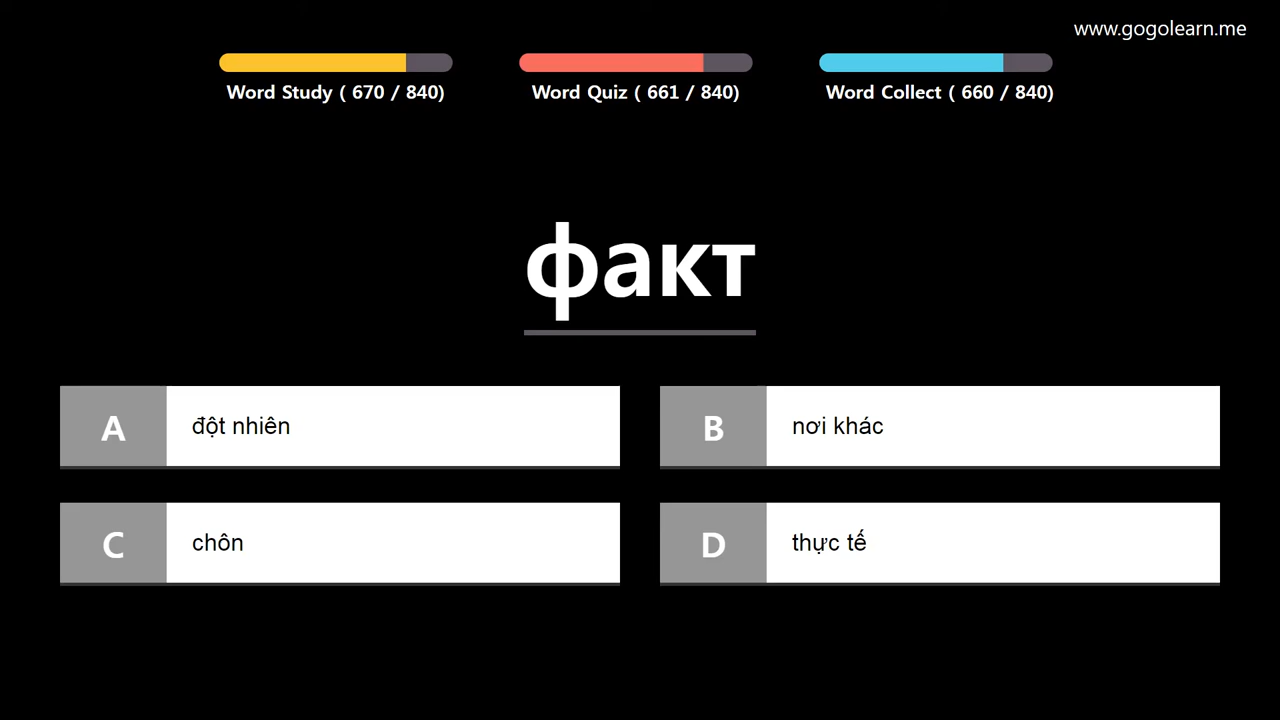 www.gogolearn.me
Word Study ( 670 / 840)
Word Quiz ( 661 / 840)
Word Collect ( 660 / 840)
факт
A
đột nhiên
B
nơi khác
C
chôn
D
thực tế